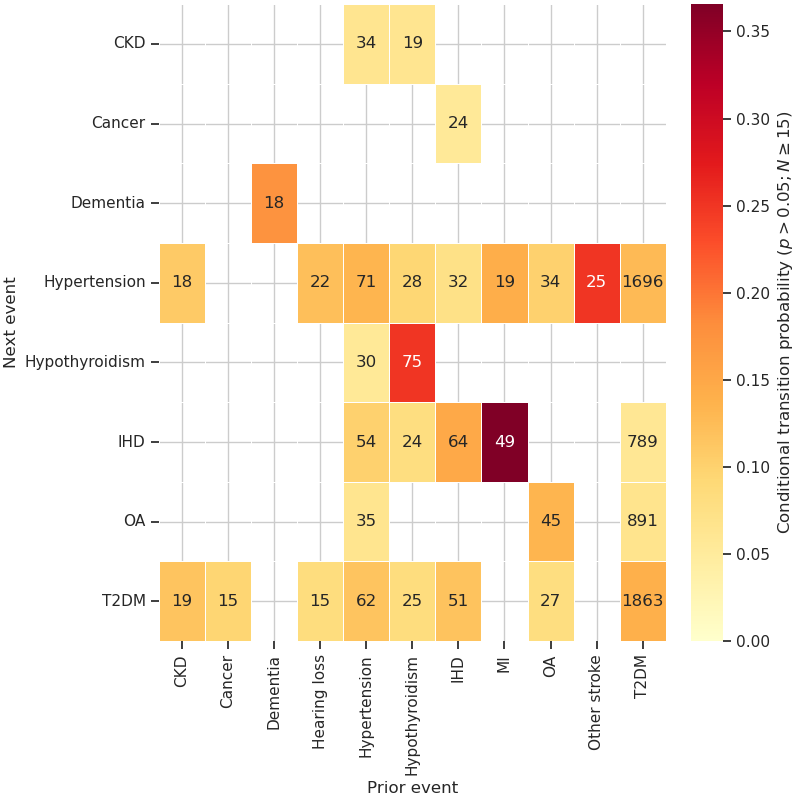 CKD 34 19
Cancer 24
Dementia 18
Hypertension 18 22 71 28 32 19 34 25 1696
Hypothyroidism 30 75
IHD 54 24 64 49 789
OA 35 45 891
T2DM 19 15 15 62 25 51 27 1863
Next event
CKD
Cancer
Dementia
Hearing loss
Hypertension
Hypothyroidism
IHD
MI
OA
Other stroke
T2DM
Prior event
0.35
0.30
0.25
0.20
0.15
0.10
0.05
0.00
Conditional transition probability (p > 0.05; N ≥ 15)